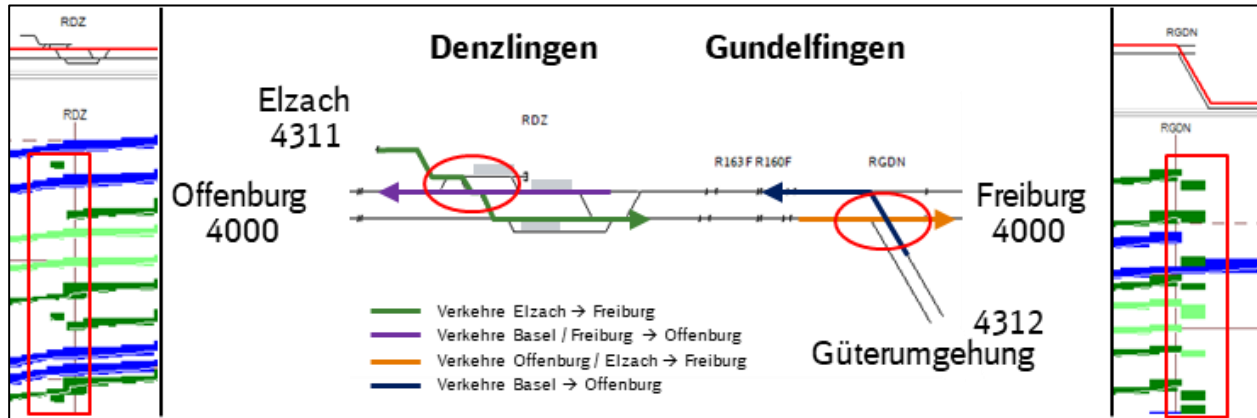 RDZ
RDZ
Denzlingen
Gundelfingen
Elzach
4311
RDZ
Offenburg
4000
R163F R160F
RGDN
Freiburg
4000
Verkehre Elzach → Freiburg
Verkehre Basel / Freiburg → Offenburg
Verkehre Offenburg / Elzach → Freiburg
Verkehre Basel → Offenburg
4312
Güterumgehung
RGDN
RGDN